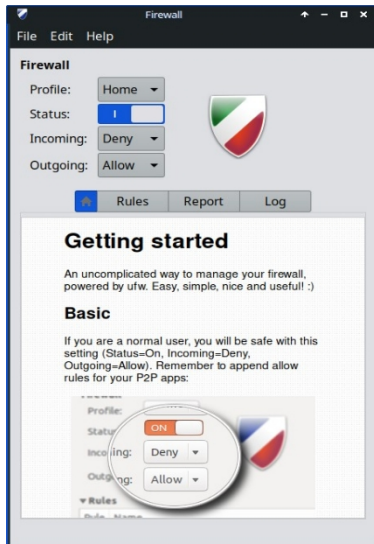 Firewall
File Edit Help
Firewall
Profile: Home
Status:
Incoming: Deny
Outgoing: Allow
Rules Report Log
Getting started
An uncomplicated way to manage your firewall,
powered by ufw. Easy, simple, nice and useful! :)
Basic
If you are a normal user, you will be safe with this
setting (Status=On, Incoming=Deny,
Outgoing=Allow). Remember to append allow
rules for your P2P apps:
Profile:
ON
Deny
Allow
Rules